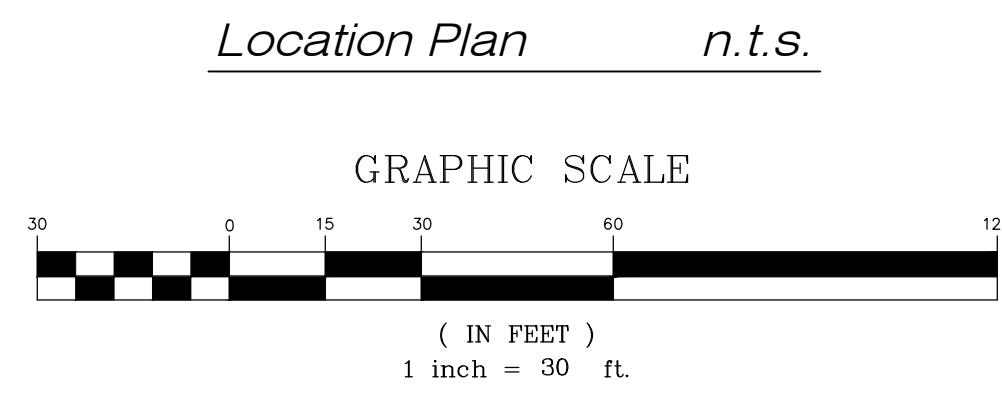 Location Plan n.t.s.
GRAPHIC SCALE
30 0 15 30 60 12
( IN FEET )
1 inch = 30 ft.